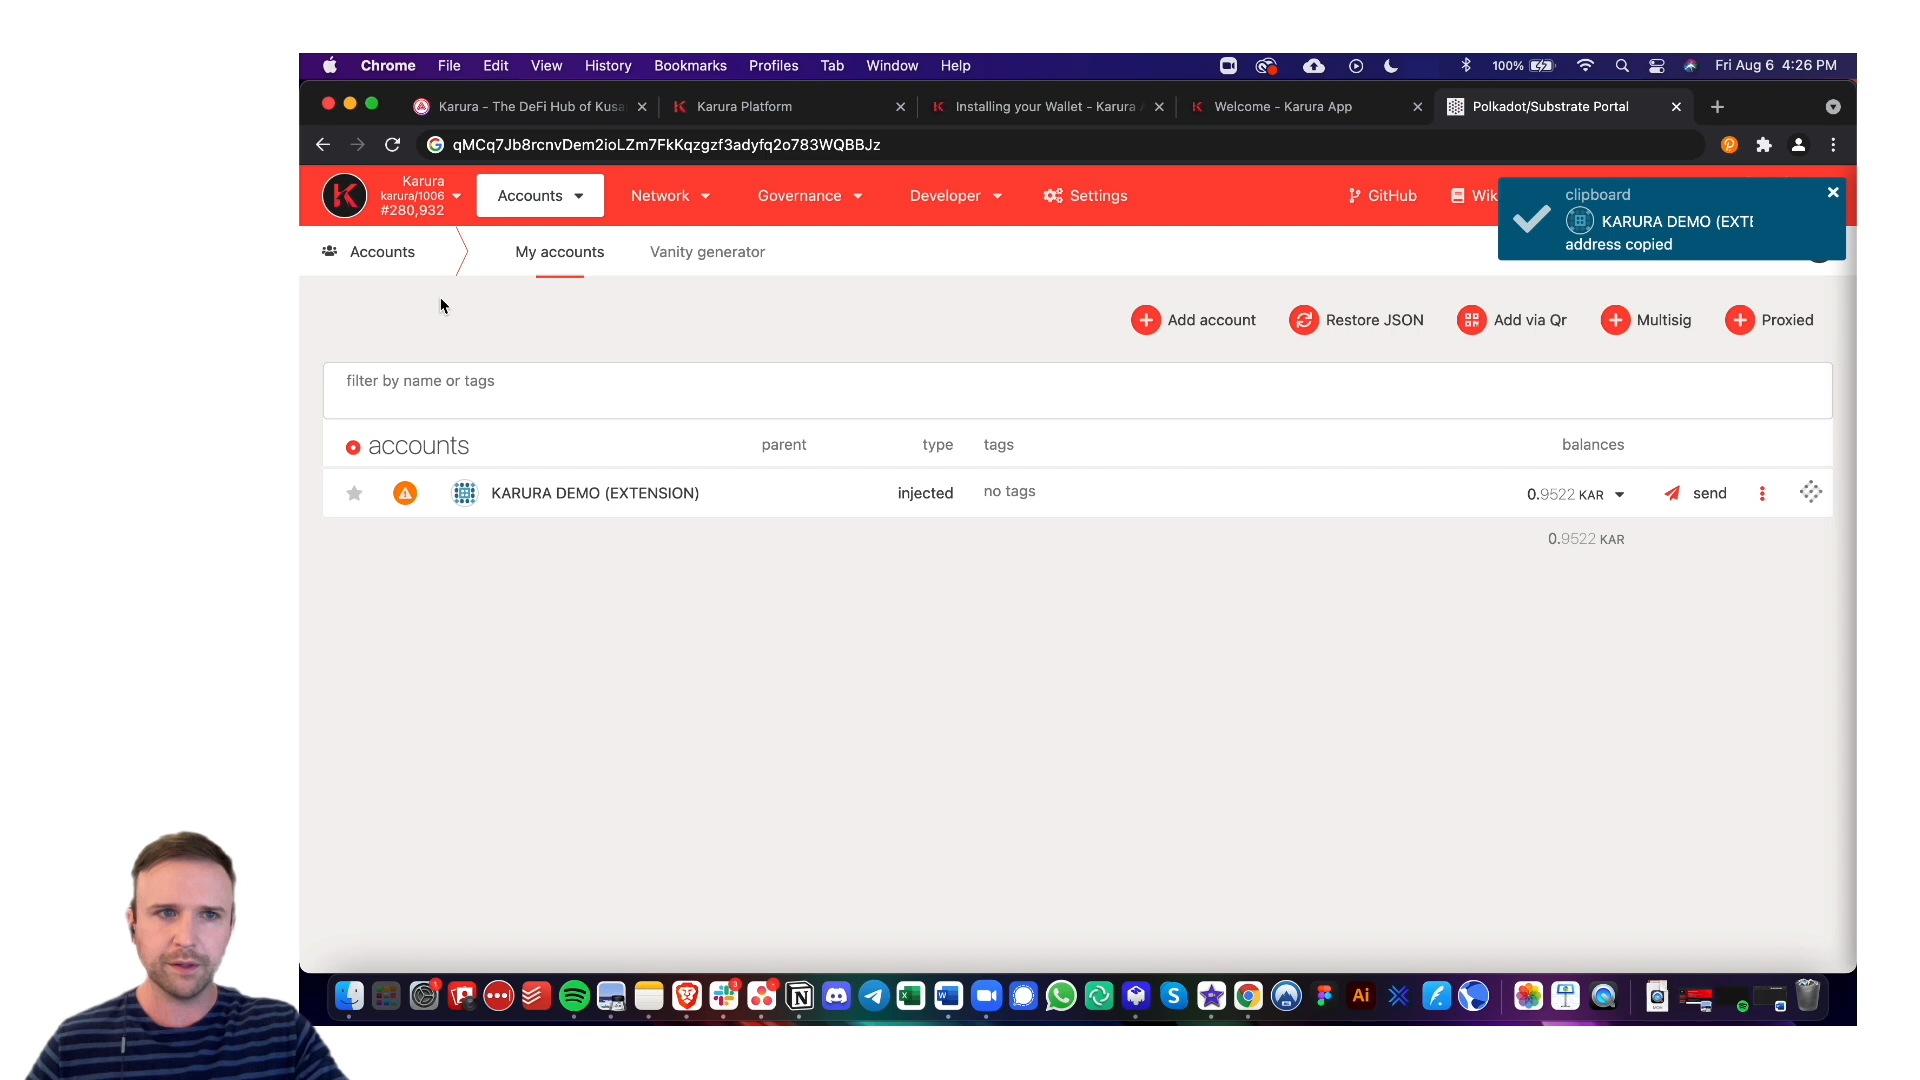 Chrome File Edit View History Bookmarks Profiles Tab Window Help 100% Fri Aug 6 4:26 PM
Karura - The DeFi Hub of Kusa Karura Platform Installing your Wallet - Karura A Welcome - Karura App Polkadot/Substrate Portal
qMCq7Jb8rcnvDem2ioLZm7FkKqzgzf3adyfq2o783WQBBJz
Karura
karura/1006
#280,932
Accounts Network Governance Developer Settings GitHub Wik
clipboard
KARURA DEMO (EXTE
address copied
Accounts My accounts Vanity generator
Add account Restore JSON Add via Qr Multisig Proxied
filter by name or tags
accounts parent type tags balances
KARURA DEMO (EXTENSION) injected no tags 0.9522 KAR send
0.9522 KAR